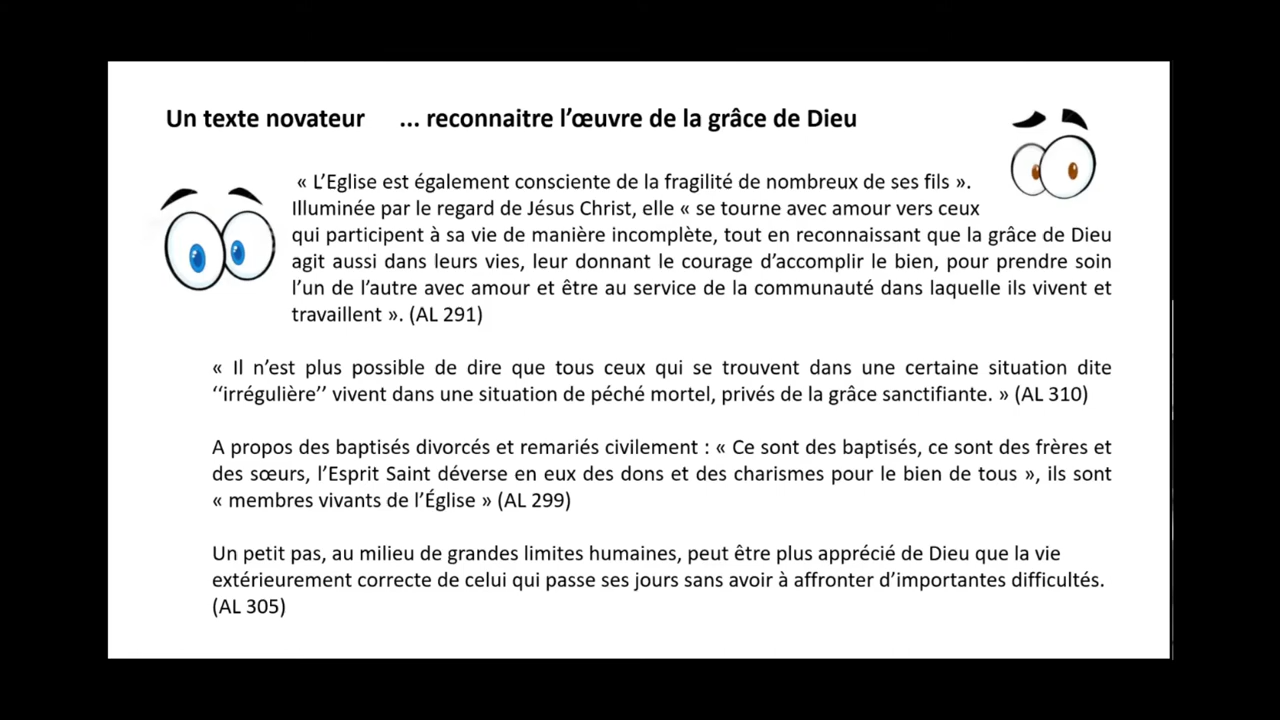 Un texte novateur ... reconnaitre l’œuvre de la grâce de Dieu
« L’Eglise est également consciente de la fragilité de nombreux de ses fils ».
Illuminée par le regard de Jésus Christ, elle « se tourne avec amour vers ceux
qui participent à sa vie de manière incomplète, tout en reconnaissant que la grâce de Dieu
agit aussi dans leurs vies, leur donnant le courage d’accomplir le bien, pour prendre soin
l’un de l’autre avec amour et être au service de la communauté dans laquelle ils vivent et
travaillent ». (AL 291)
« Il n’est plus possible de dire que tous ceux qui se trouvent dans une certaine situation dite
‘‘irrégulière’’ vivent dans une situation de péché mortel, privés de la grâce sanctifiante. » (AL 310)
A propos des baptisés divorcés et remariés civilement : « Ce sont des baptisés, ce sont des frères et
des sœurs, l’Esprit Saint déverse en eux des dons et des charismes pour le bien de tous », ils sont
« membres vivants de l’Église » (AL 299)
Un petit pas, au milieu de grandes limites humaines, peut être plus apprécié de Dieu que la vie
extérieurement correcte de celui qui passe ses jours sans avoir à affronter d’importantes difficultés.
(AL 305)